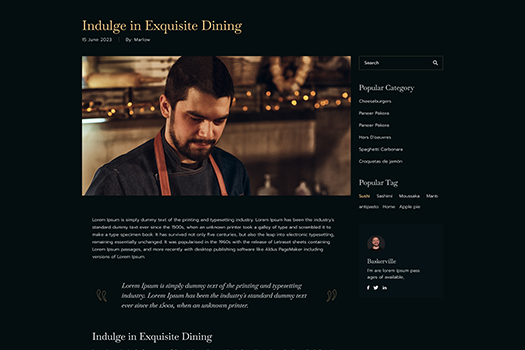 Indulge in Exquisite Dining
15 June 2023 | By: Marlow
Search
Popular Category
Cheeseburgers
Paneer Pakora
Paneer Pakora
Hors D'oeuvres
Spaghetti Carbonara
Croquetas de jamón
Popular Tag
Sushi Sashimi Moussaka Maris
antipasto Home Apple pie
Lorem Ipsum is simply dummy text of the printing and typesetting industry. Lorem Ipsum has been the industry's
standard dummy text ever since the 1500s, when an unknown printer took a galley of type and scrambled it to
make a type specimen book. It has survived not only five centuries, but also the leap into electronic typesetting,
remaining essentially unchanged. It was popularised in the 1960s with the release of Letraset sheets containing
Lorem Ipsum passages, and more recently with desktop publishing software like Aldus PageMaker including
versions of Lorem Ipsum.
Baskerville
I'm are lorem Ipsum pass
ages of available,
“ Lorem Ipsum is simply dummy text of the printing and typesetting ”
industry. Lorem Ipsum has been the industry's standard dummy text
ever since the 1500s, when an unknown printer.
Indulge in Exquisite Dining